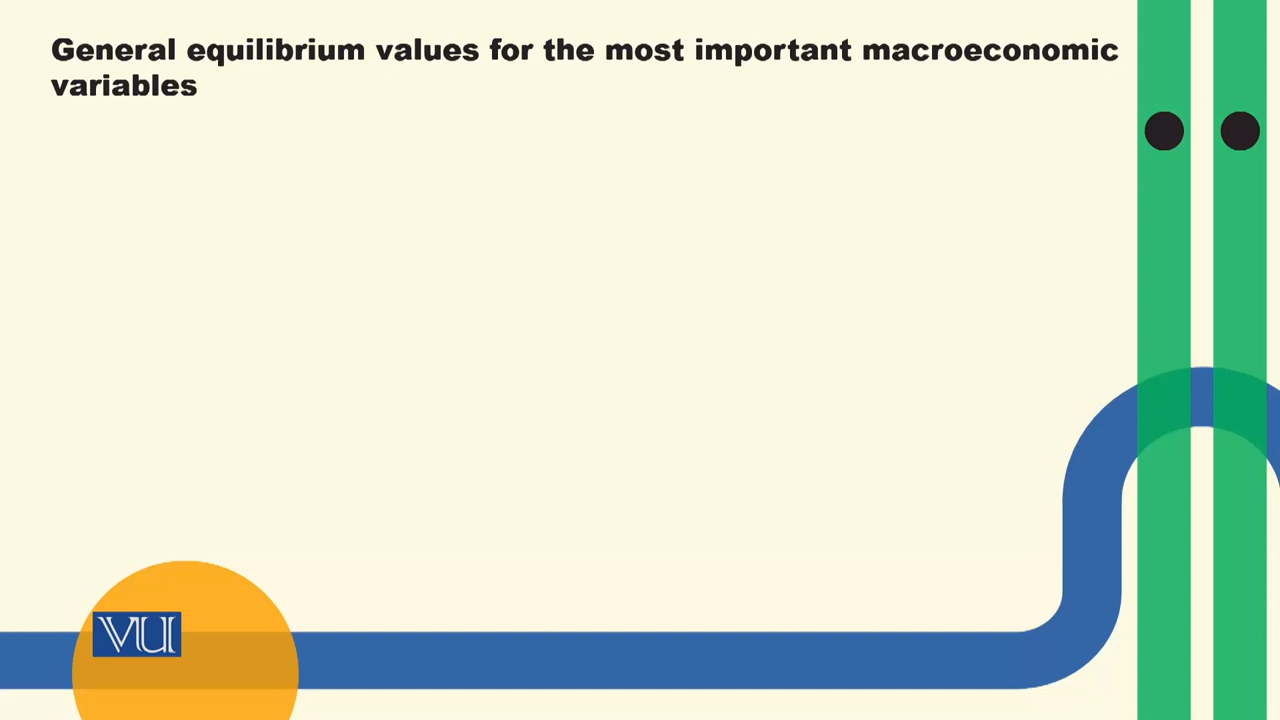 General equilibrium values for the most important macroeconomic
variables
VU